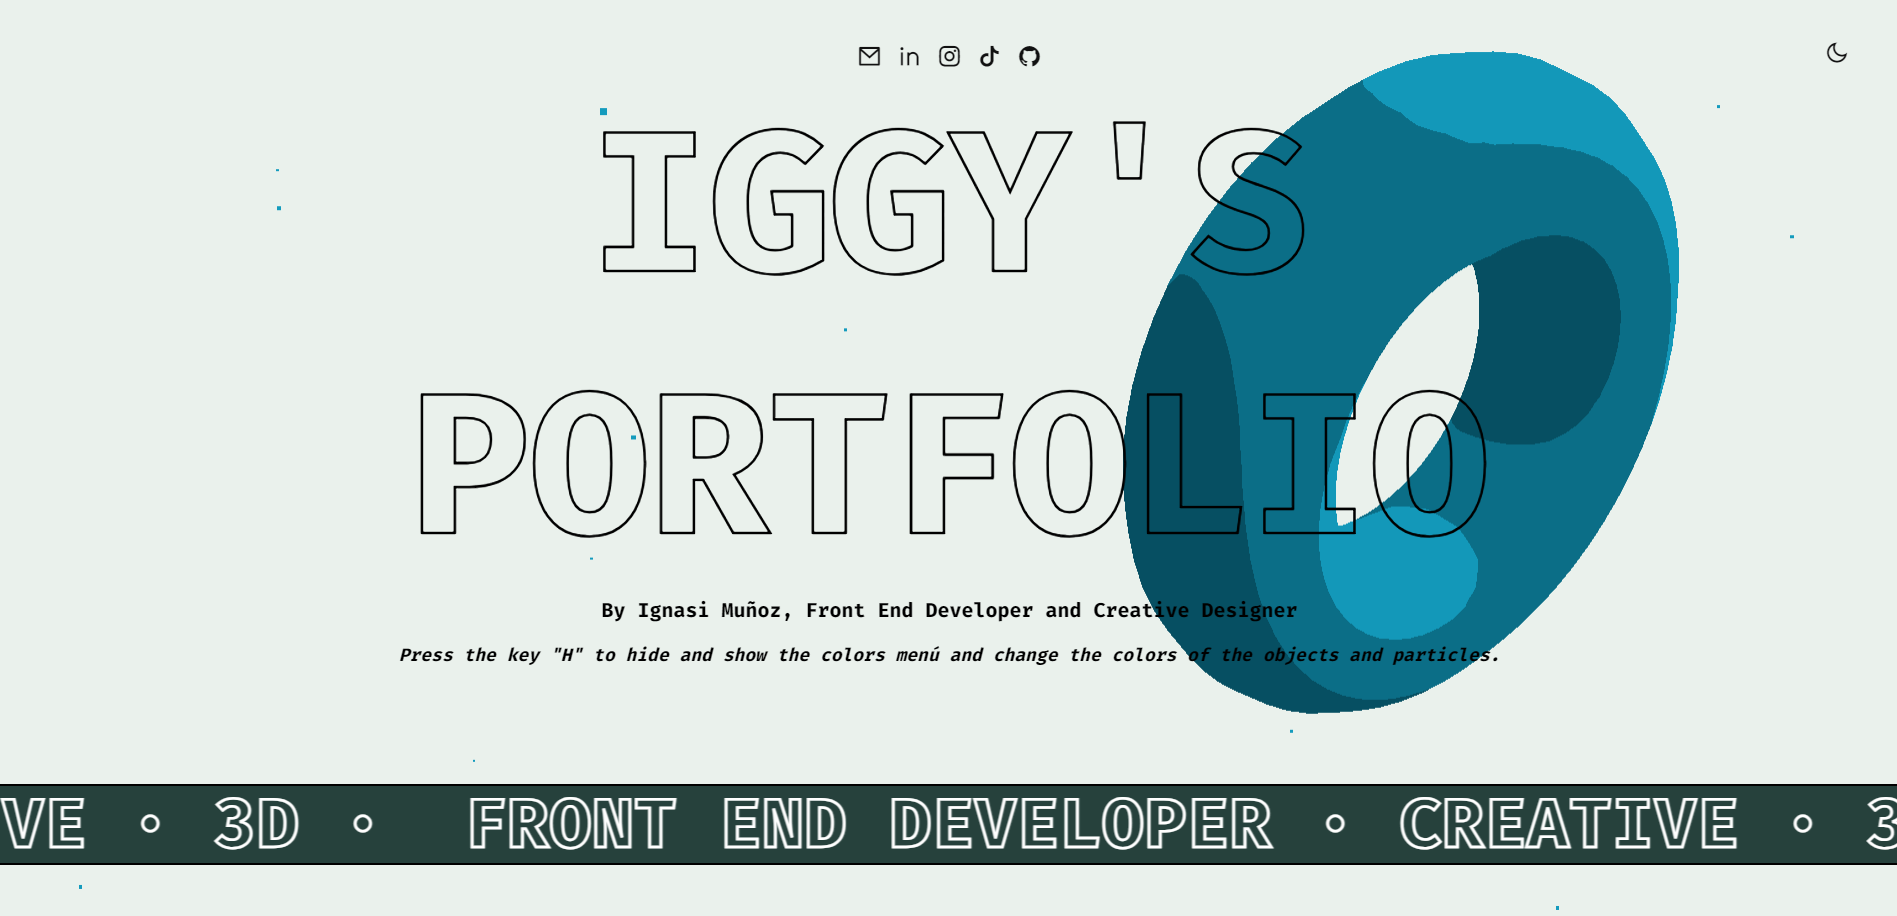 in
IGGY'S
PORTFOLIO
By Ignasi Muñoz, Front End Developer and Creative Designer
Press the key "H" to hide and show the colors menú and change the colors of the objects and particles.
VE • 3D • FRONT END DEVELOPER • CREATIVE • 3